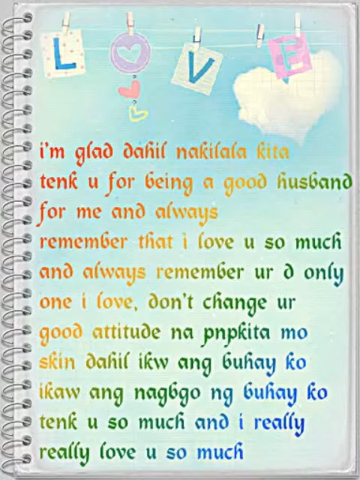 LOVE
i'm glad dahil nakilala kita
tenk u for being a good husband
for me and always
remember that i love u so much
and always remember ur d only
one i love, don't change ur
good attitude na pnpkita mo
skin dahil ikw ang buhay ko
ikaw ang nagbgo ng buhay ko
tenk u so much and i really
really love u so much